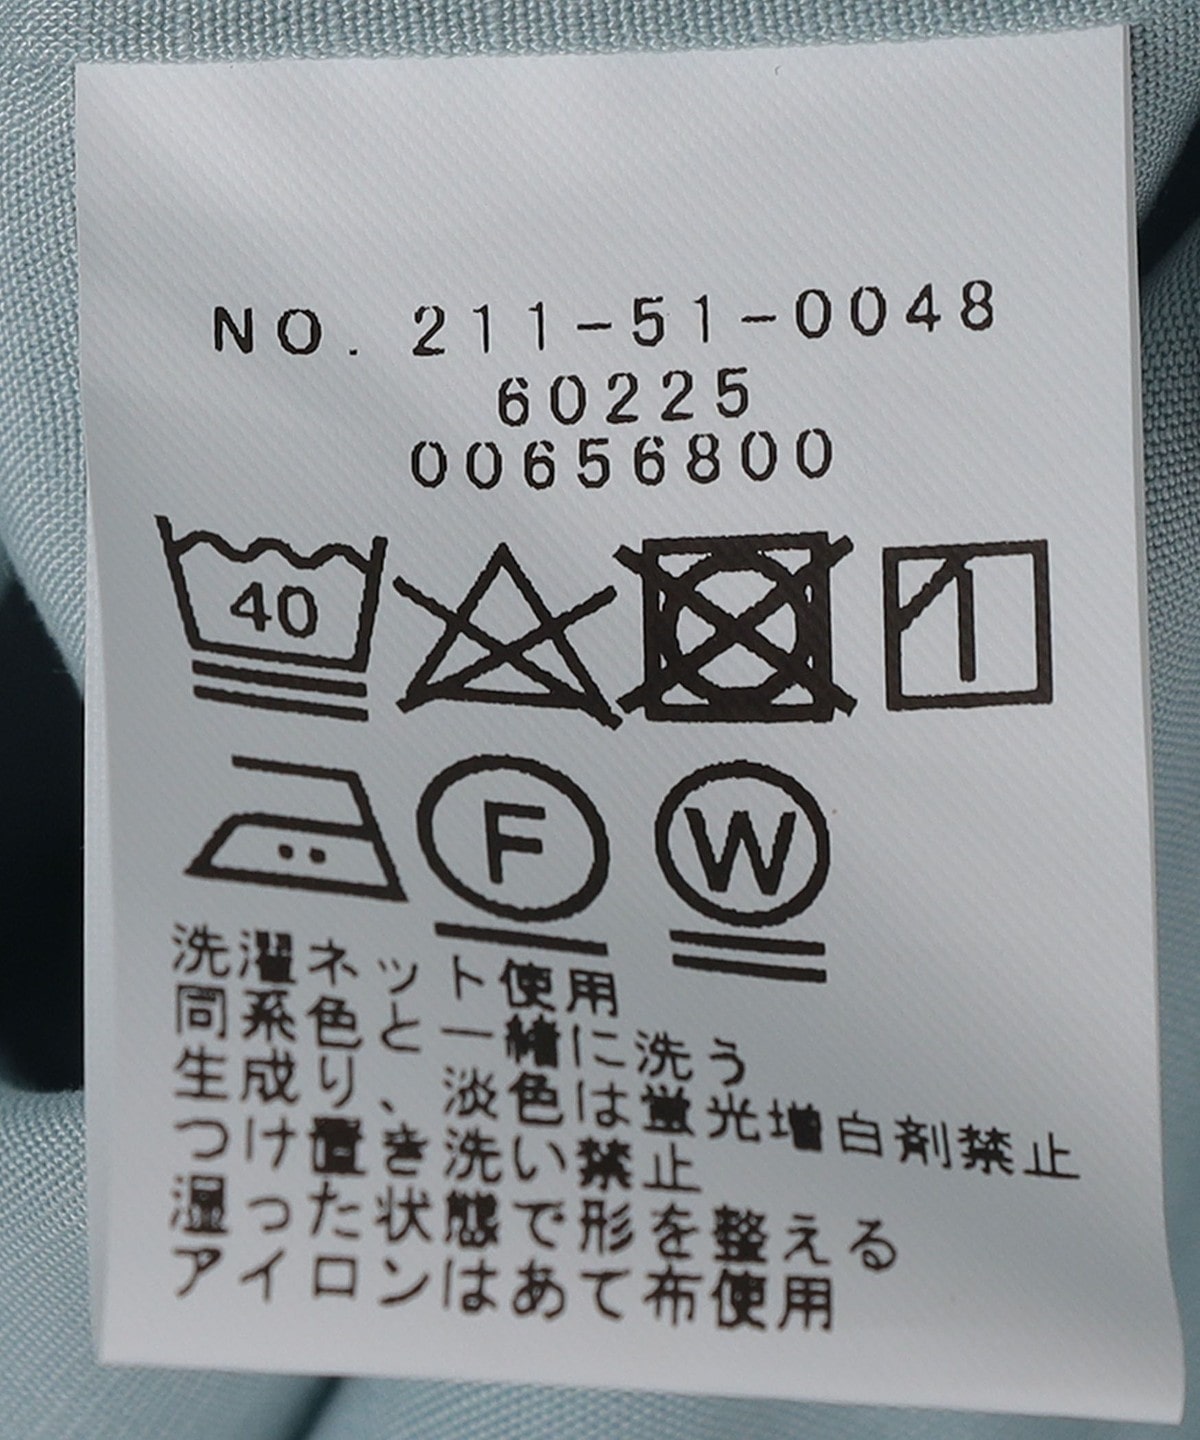 NO. 211-51-0048
60225
00656800
40
F W
洗濯ネット使用
同系色と一緒に洗う
生成り、淡色は蛍光増白剤禁止
つけ置き洗い禁止
湿った状態で形を整える
アイロンはあて布使用